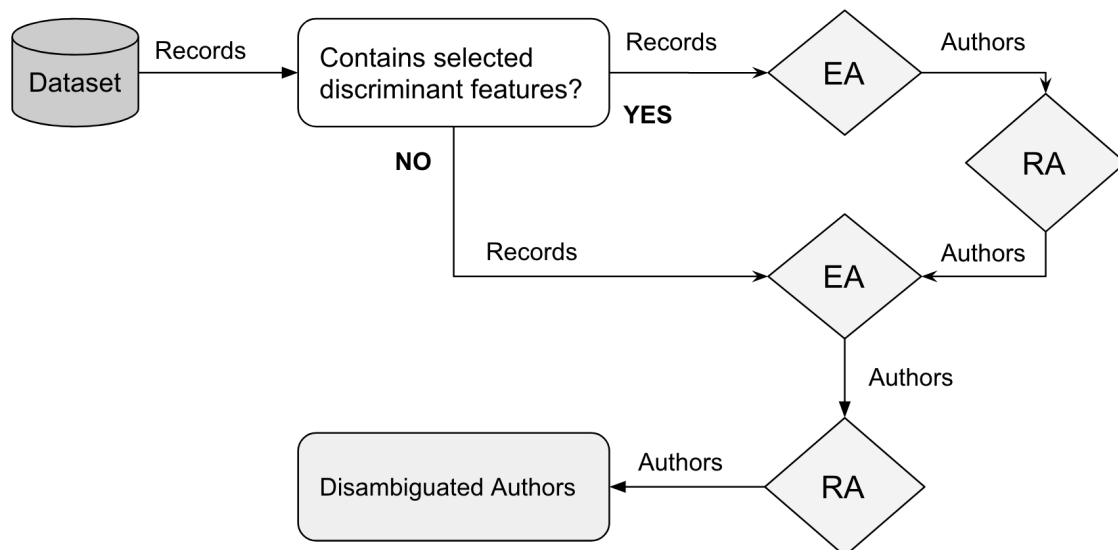 Dataset
Records
Contains selected
discriminant features?
Records
YES
EA
Authors
RA
NO
Records
EA
Authors
Authors
RA
Authors
Disambiguated Authors